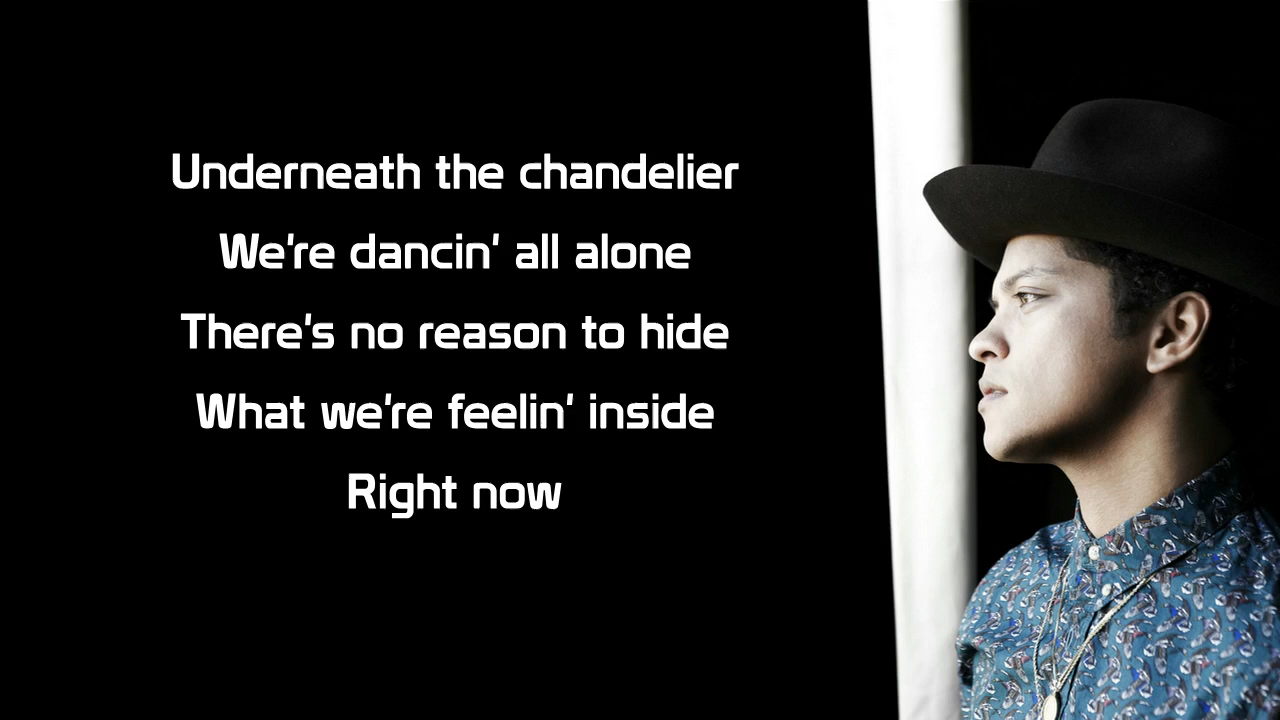 Underneath the chandelier
We're dancin' all alone
There's no reason to hide
What we're feelin' inside
Right now